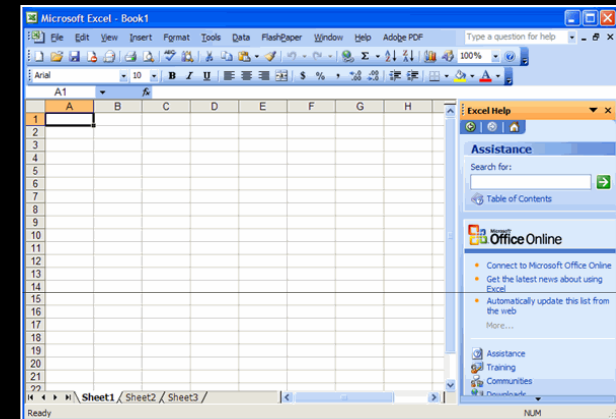 Microsoft Excel - Book1
File Edit View Insert Format Tools Data FlashPaper Window Help Adobe PDF Type a question for help
100%
Arial 10 B I U $ % , A
A1 fx
A B C D E F G H
1
2
3
4
5
6
7
8
9
10
11
12
13
14
15
16
17
18
19
20
21
22
Excel Help
Assistance
Search for:
Table of Contents
Microsoft
Office Online
Connect to Microsoft Office Online
Get the latest news about using
Excel
Automatically update this list from
the web
More...
Assistance
Training
Communities
Downloads
Sheet1 Sheet2 Sheet3
Ready NUM